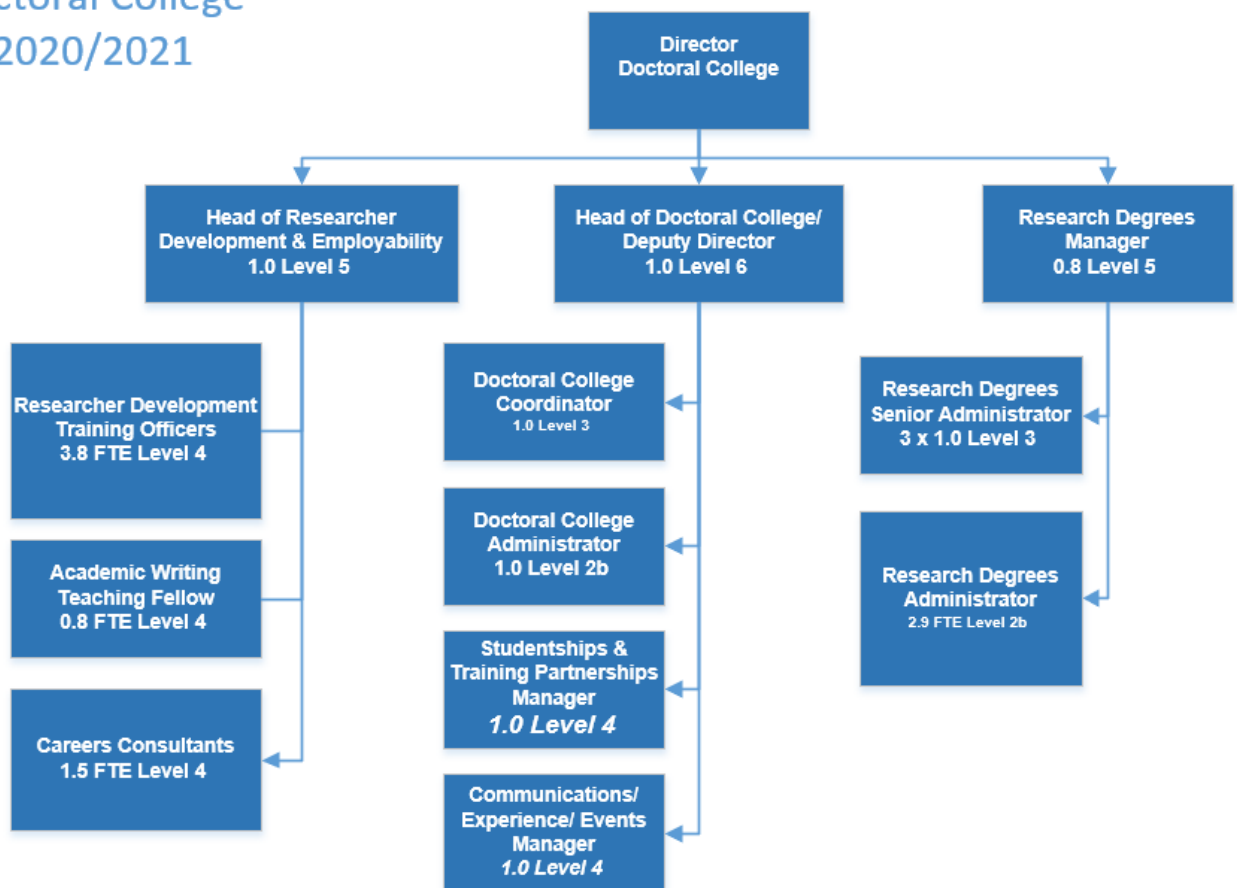 ctoral College
2020/2021
Director
Doctoral College
Head of Researcher
Development & Employability
1.0 Level 5
Head of Doctoral College/
Deputy Director
1.0 Level 6
Research Degrees
Manager
0.8 Level 5
Researcher Development
Training Officers
3.8 FTE Level 4
Academic Writing
Teaching Fellow
0.8 FTE Level 4
Careers Consultants
1.5 FTE Level 4
Doctoral College
Coordinator
1.0 Level 3
Doctoral College
Administrator
1.0 Level 2b
Studentships &
Training Partnerships
Manager
1.0 Level 4
Communications/
Experience/ Events
Manager
1.0 Level 4
Research Degrees
Senior Administrator
3 x 1.0 Level 3
Research Degrees
Administrator
2.9 FTE Level 2b